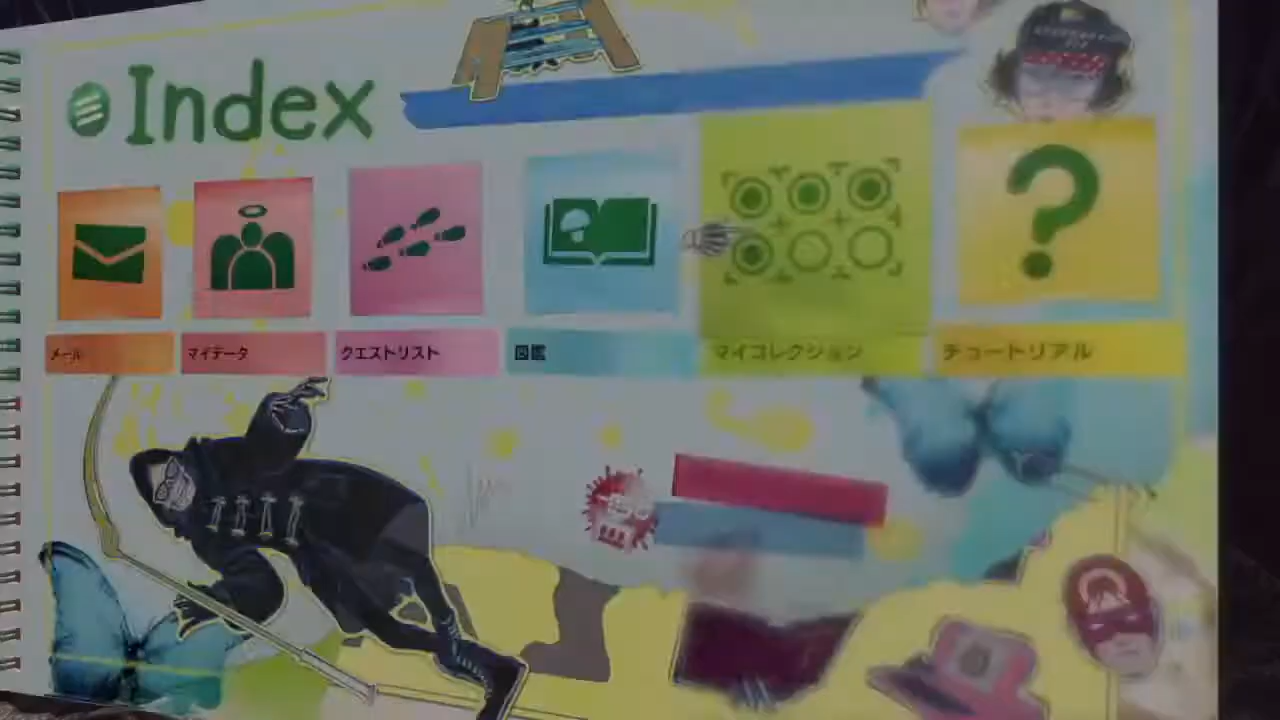 Index
メール
マイデータ
クエストリスト
図鑑
マイコレクション
チュートリアル